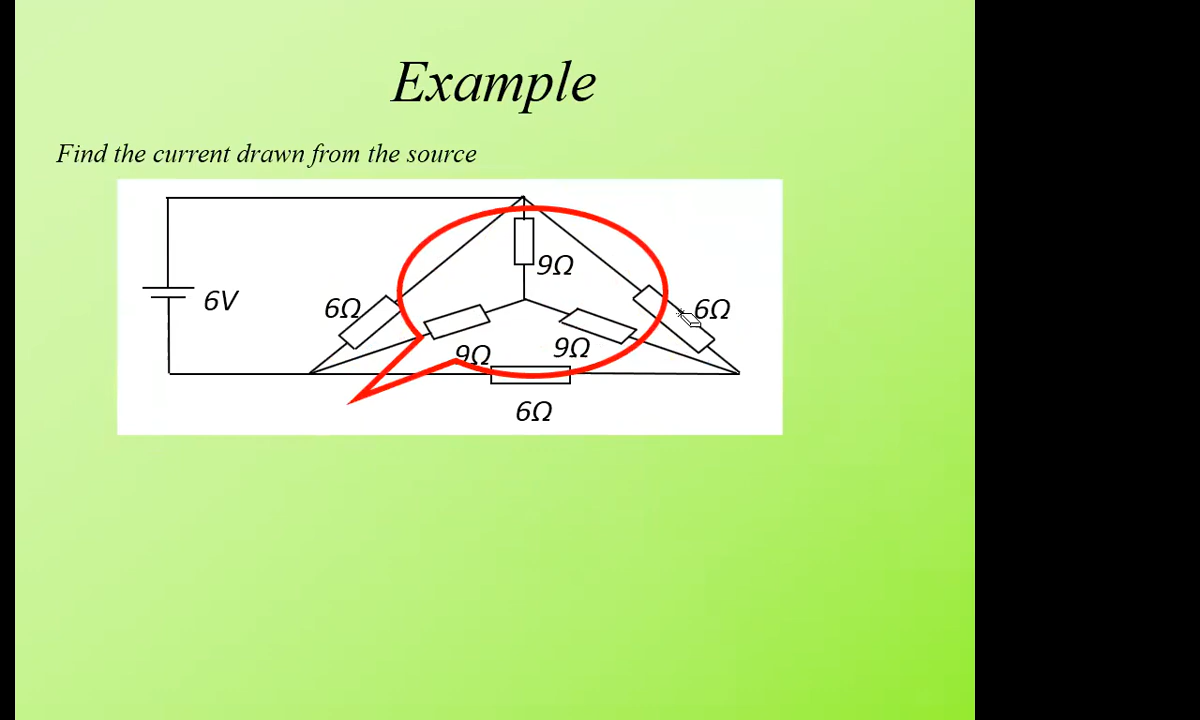 Example
Find the current drawn from the source
9Ω
6V
6Ω
6Ω
9Ω
9Ω
6Ω